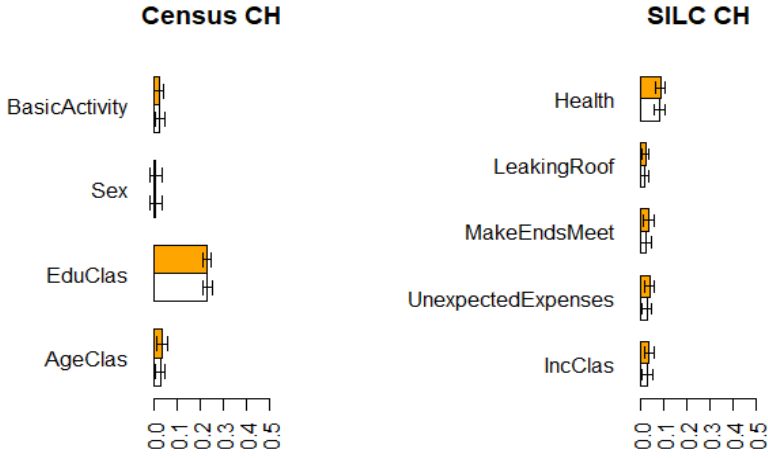 Census CH
BasicActivity
Sex
EduClas
AgeClas
0.0 0.1 0.2 0.3 0.4 0.5
SILC CH
Health
LeakingRoof
MakeEndsMeet
UnexpectedExpenses
IncClas
0.0 0.1 0.2 0.3 0.4 0.5